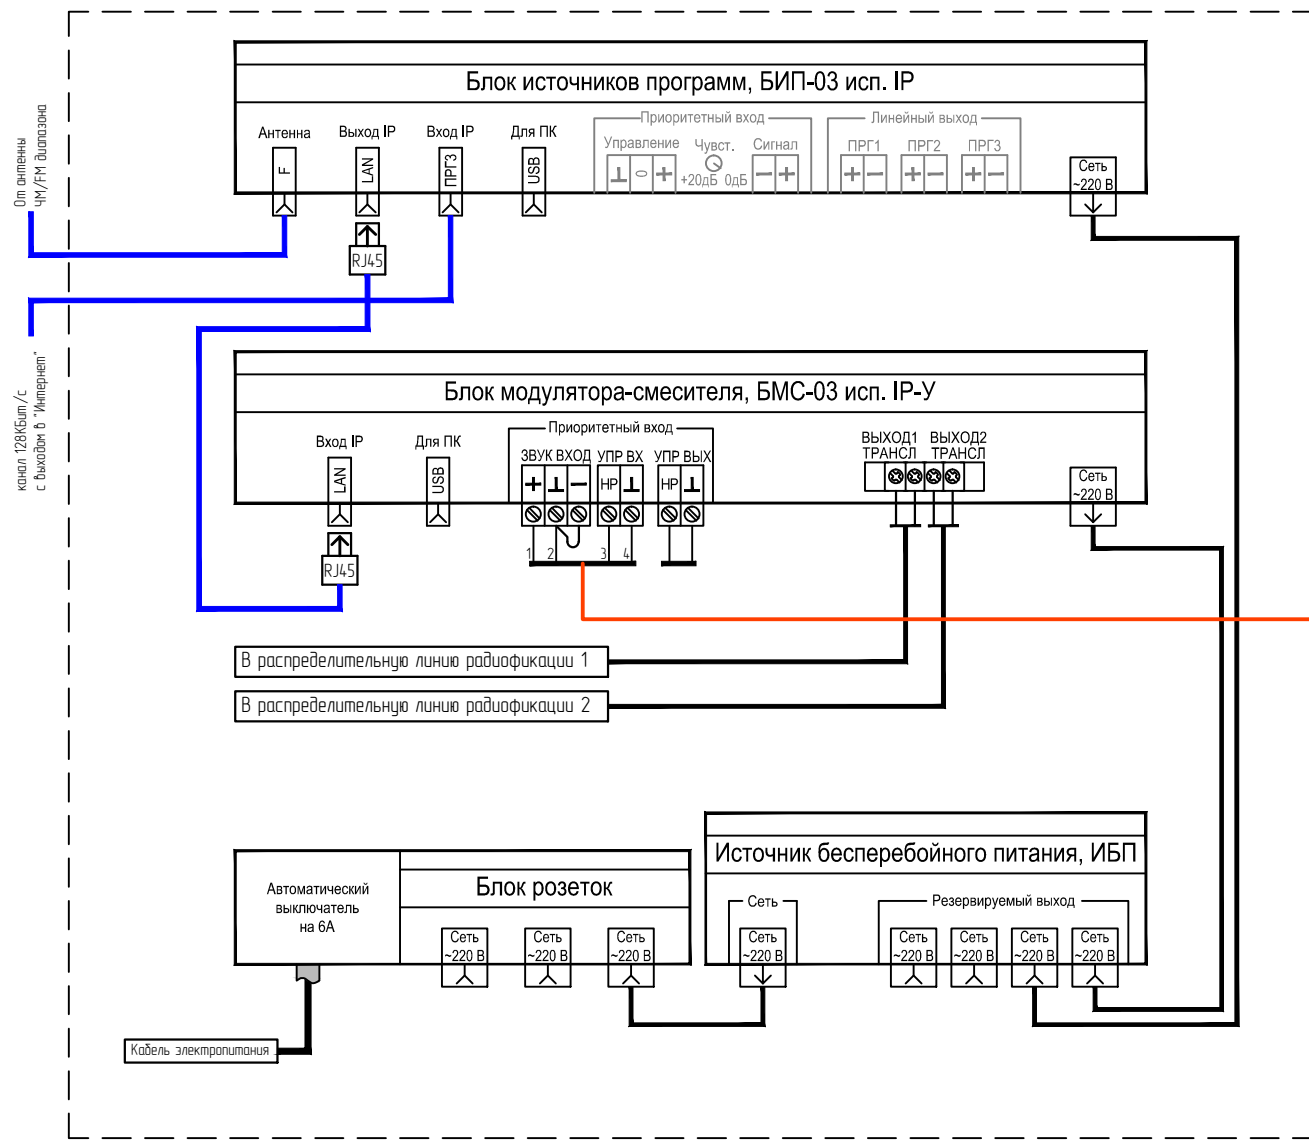 Блок источников программ, БИП-03 исп. IP
От антенны
ЧМ/FM диапазона
Антенна
Выход IP
Вход IP
Для ПК
F
LAN
ПРГ3
USB
Приоритетный вход
Управление
Чувст.
Сигнал
⊥ 0 +
+20дБ 0дБ
− +
Линейный выход
ПРГ1
ПРГ2
ПРГ3
+ −
+ −
+ −
Сеть
~220 В
RJ45
канал 128КБит/с
с выходом в "Интернет"
Блок модулятора-смесителя, БМС-03 исп. IP-У
Вход IP
Для ПК
LAN
USB
Приоритетный вход
ЗВУК ВХОД
УПР ВХ
УПР ВЫХ
+ ⊥ −
НР ⊥
НР ⊥
1 2 3 4
ВЫХОД1
ТРАНСЛ
ВЫХОД2
ТРАНСЛ
Сеть
~220 В
RJ45
В распределительную линию радиофикации 1
В распределительную линию радиофикации 2
Автоматический
выключатель
на 6А
Блок розеток
Сеть
~220 В
Сеть
~220 В
Сеть
~220 В
Источник бесперебойного питания, ИБП
Сеть
Сеть
~220 В
Резервируемый выход
Сеть
~220 В
Сеть
~220 В
Сеть
~220 В
Сеть
~220 В
Кабель электропитания